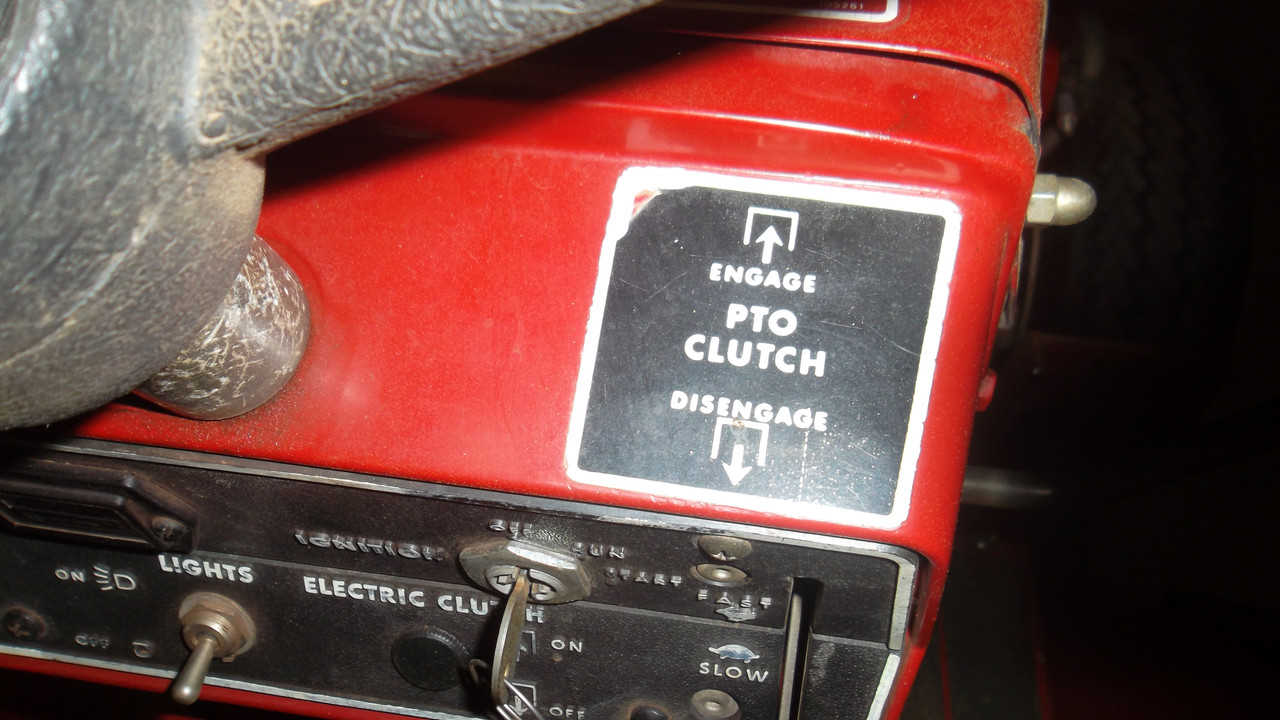 ENGAGE
PTO
CLUTCH
DISENGAGE
OFF
IGNITION
RUN
START
LIGHTS
ON
ELECTRIC CLUTCH
FAST
OFF
ON
SLOW
OFF